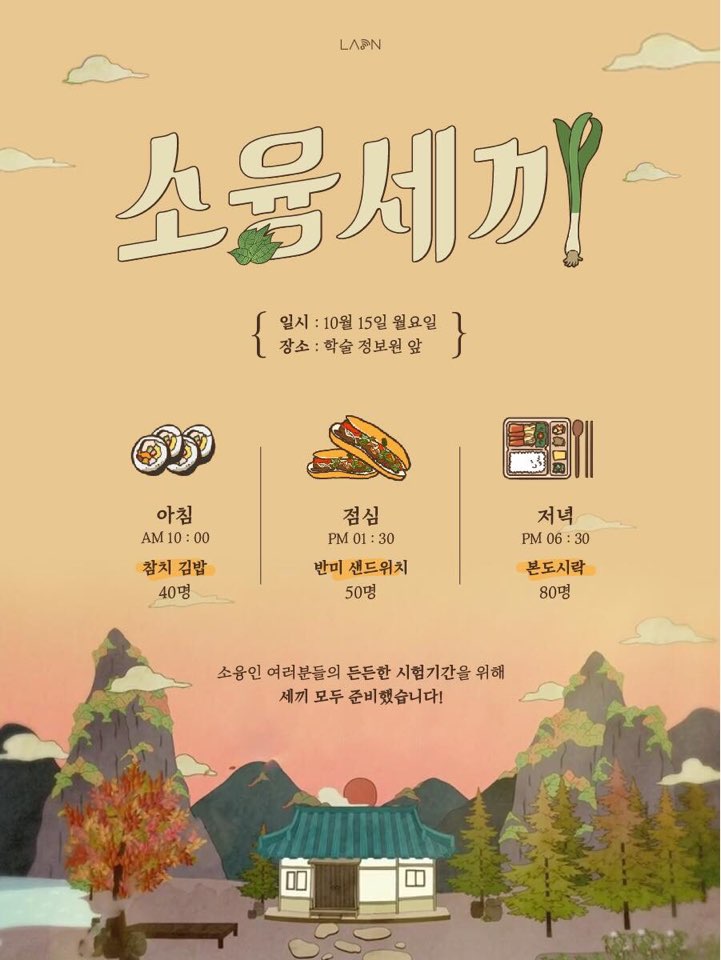 LAON
소융세끼
일시 : 10월 15일 월요일
장소 : 학술 정보원 앞
아침
AM 10 : 00
참치 김밥
40명
점심
PM 01 : 30
반미 샌드위치
50명
저녁
PM 06 : 30
본도시락
80명
소융인 여러분들의 든든한 시험기간을 위해
세끼 모두 준비했습니다!